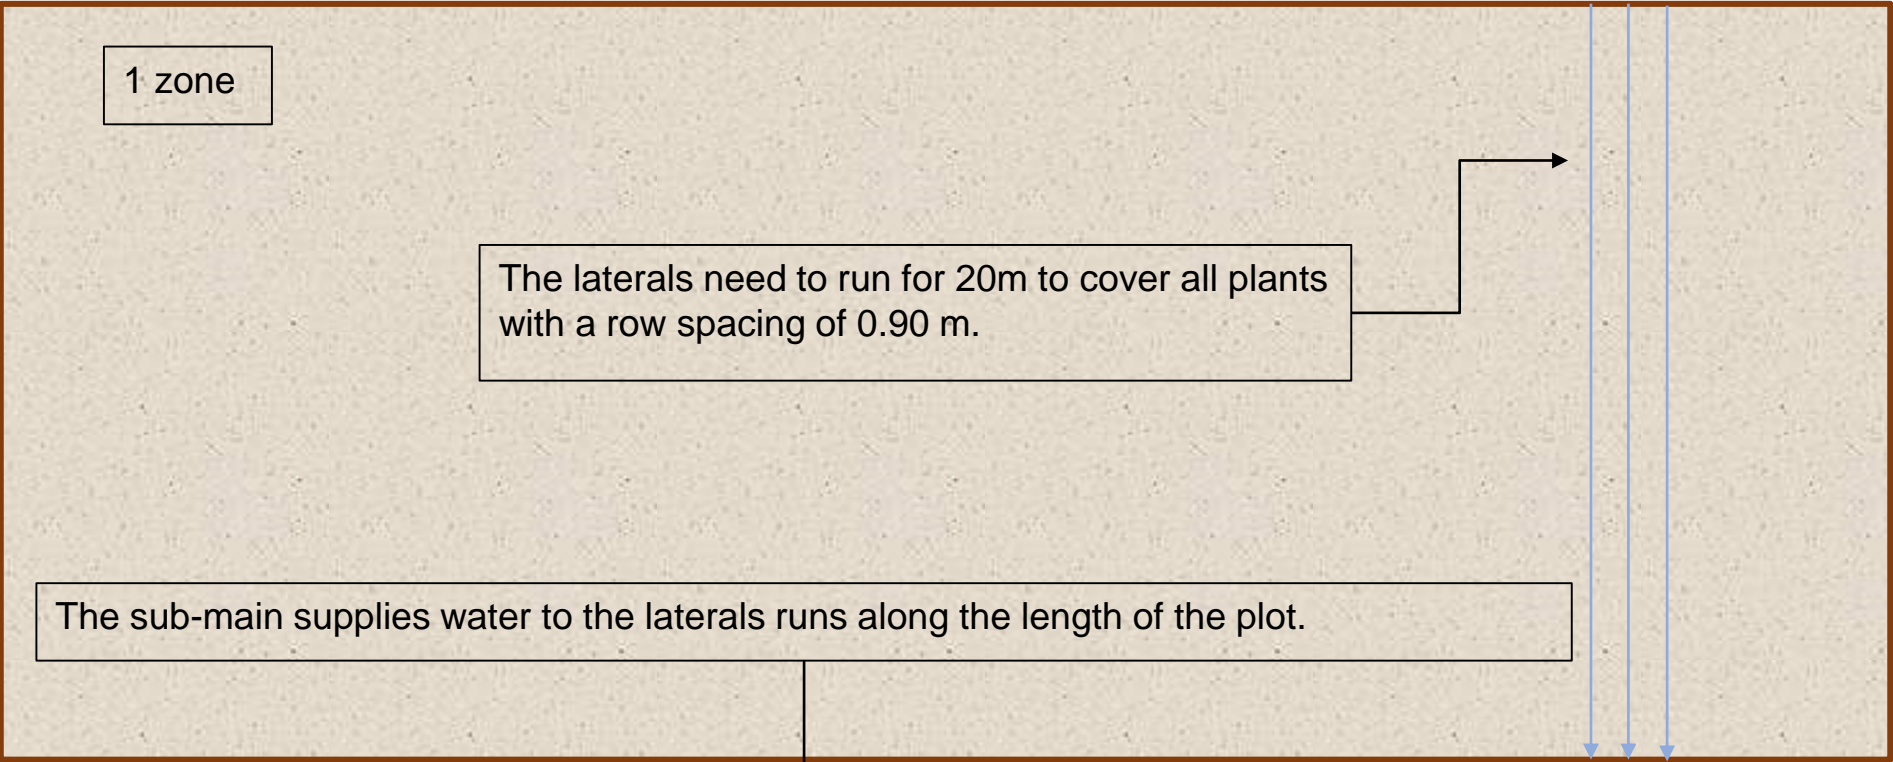 1 zone
The laterals need to run for 20m to cover all plants
with a row spacing of 0.90 m.
The sub-main supplies water to the laterals runs along the length of the plot.